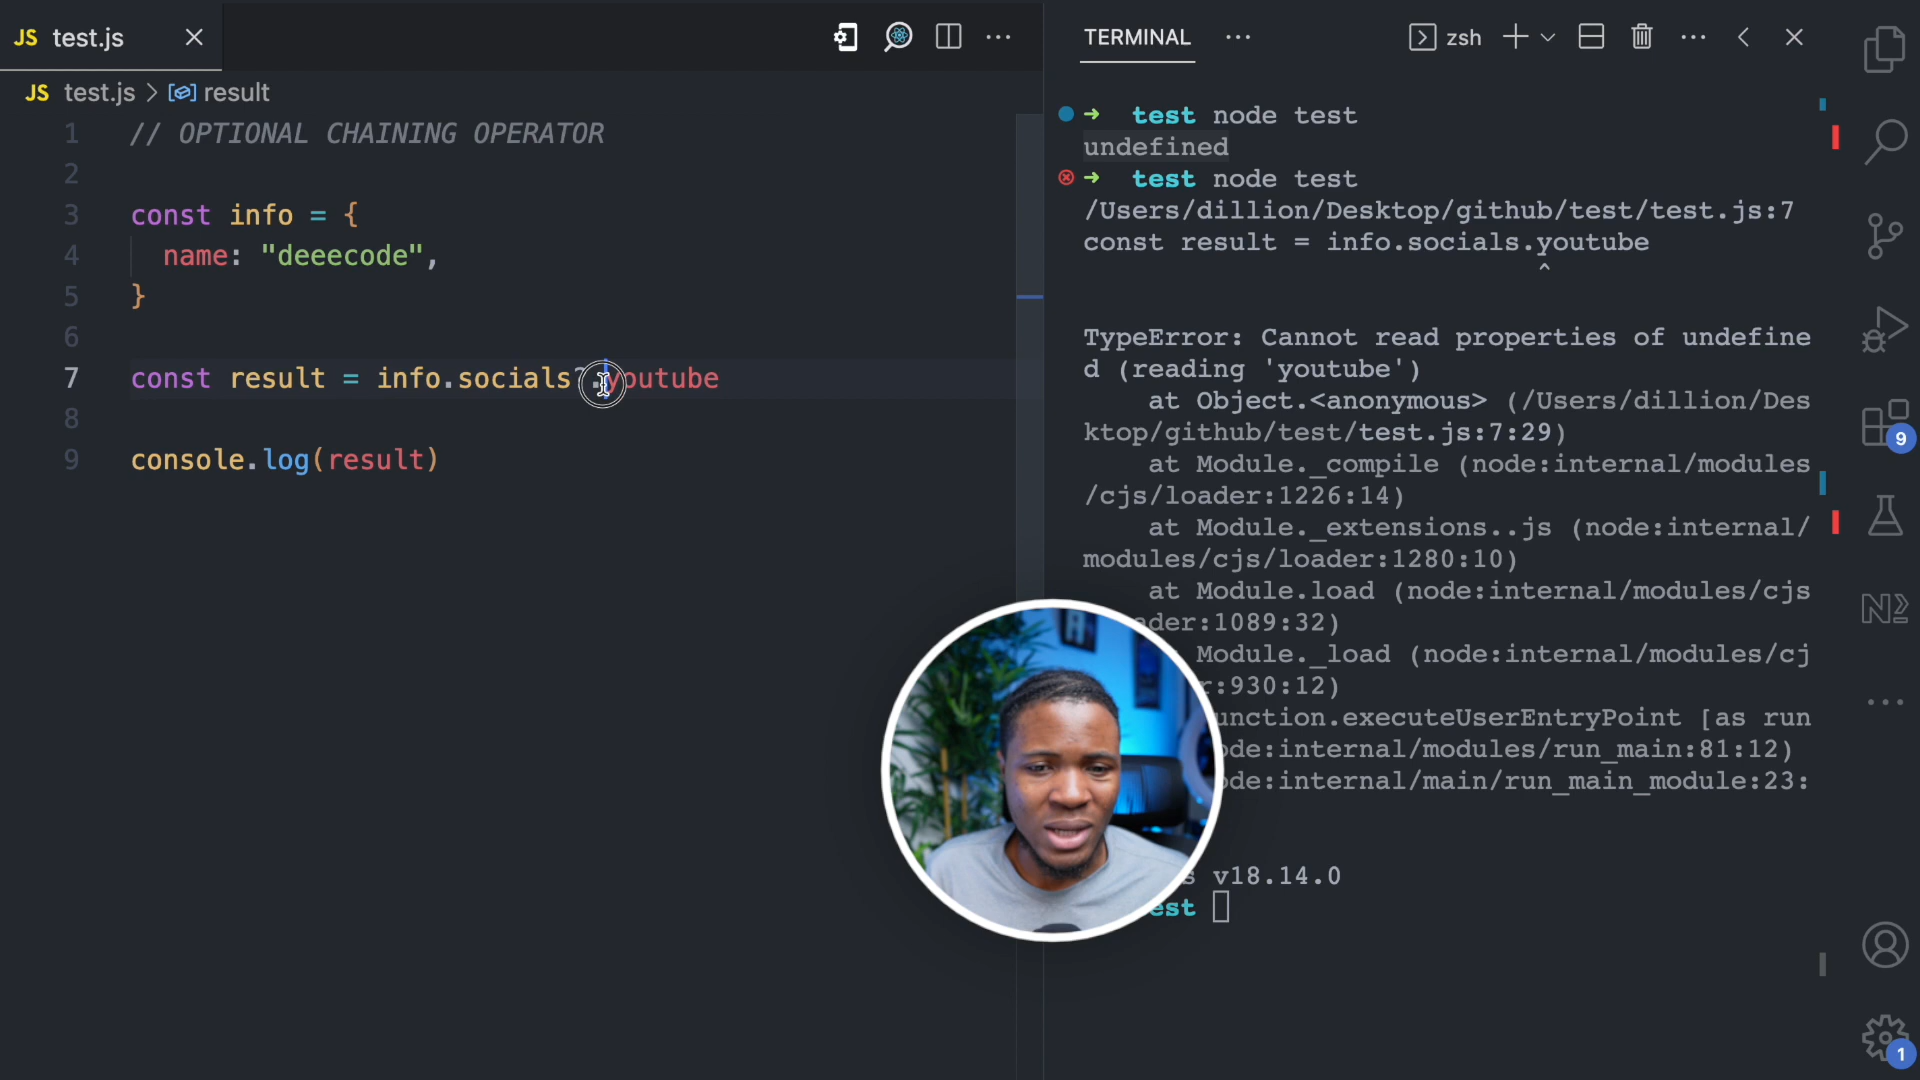 JS test.js
JS test.js > result
1 // OPTIONAL CHAINING OPERATOR
2
3 const info = {
4 name: "deeecode",
5 }
6
7 const result = info.socials?.youtube
8
9 console.log(result)
TERMINAL
zsh
→ test node test
undefined
→ test node test
/Users/dillion/Desktop/github/test/test.js:7
const result = info.socials.youtube
^
TypeError: Cannot read properties of undefine
d (reading 'youtube')
at Object.<anonymous> (/Users/dillion/Des
ktop/github/test/test.js:7:29)
at Module._compile (node:internal/modules
/cjs/loader:1226:14)
at Module._extensions..js (node:internal/
modules/cjs/loader:1280:10)
at Module.load (node:internal/modules/cjs
ader:1089:32)
Module._load (node:internal/modules/cj
r:930:12)
unction.executeUserEntryPoint [as run
ode:internal/modules/run_main:81:12)
ode:internal/main/run_main_module:23:
s v18.14.0
est
9
1